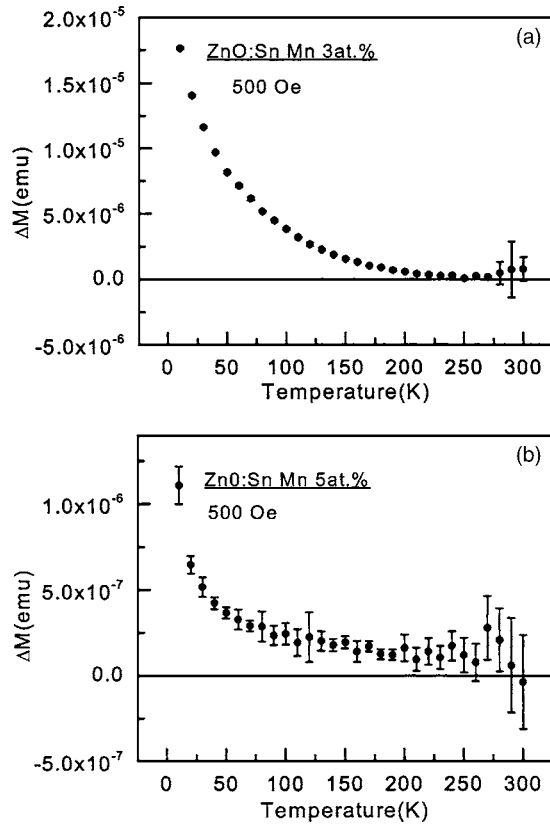 (a)
2.0x10⁻⁵
ZnO:Sn Mn 3at.%
500 Oe
1.5x10⁻⁵
1.0x10⁻⁵
5.0x10⁻⁶
0.0
-5.0x10⁻⁶
ΔM(emu)
0 50 100 150 200 250 300
Temperature(K)
(b)
Zn0:Sn Mn 5at.%
500 Oe
1.0x10⁻⁶
5.0x10⁻⁷
0.0
-5.0x10⁻⁷
ΔM(emu)
0 50 100 150 200 250 300
Temperature(K)